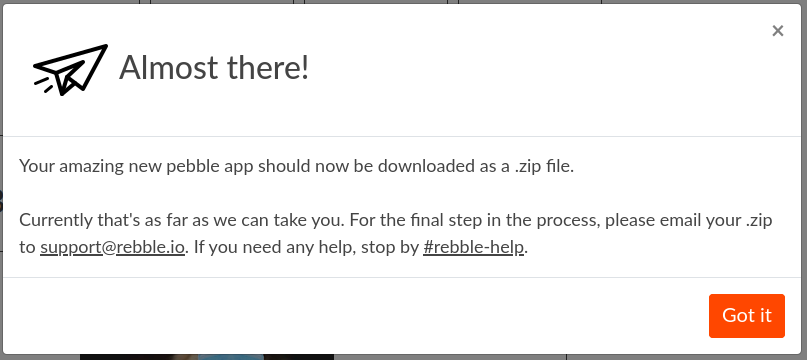 ×
Almost there!
Your amazing new pebble app should now be downloaded as a .zip file.
Currently that's as far as we can take you. For the final step in the process, please email your .zip
to support@rebble.io. If you need any help, stop by #rebble-help.
Got it